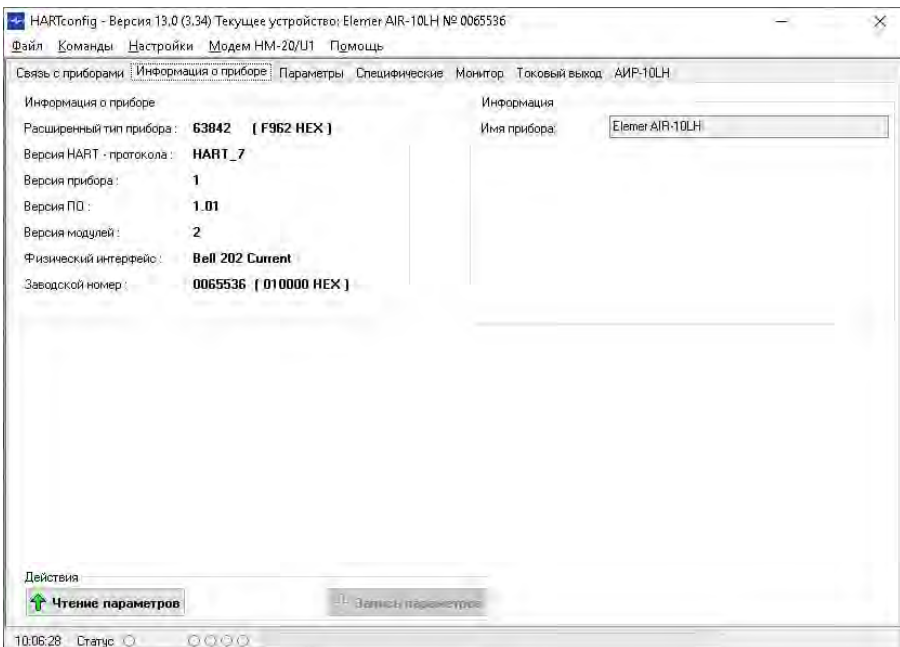 HARTconfig - Версия 13,0 (3,34) Текущее устройство: Elemer AIR-10LH № 0065536
Файл Команды Настройки Модем HM-20/U1 Помощь
Связь с приборами Информация о приборе Параметры Специфические Монитор Токовый выход АИР-10LH
Информация о приборе
Информация
Расширенный тип прибора : 63842 ( F962 HEX )
Имя прибора: Elemer AIR-10LH
Версия HART - протокола : HART_7
Версия прибора : 1
Версия ПО : 1.01
Версия модулей : 2
Физический интерфейс : Bell 202 Current
Заводской номер : 0065536 ( 010000 HEX )
Действия
Чтение параметров Запись параметров
10:06:28 Статус